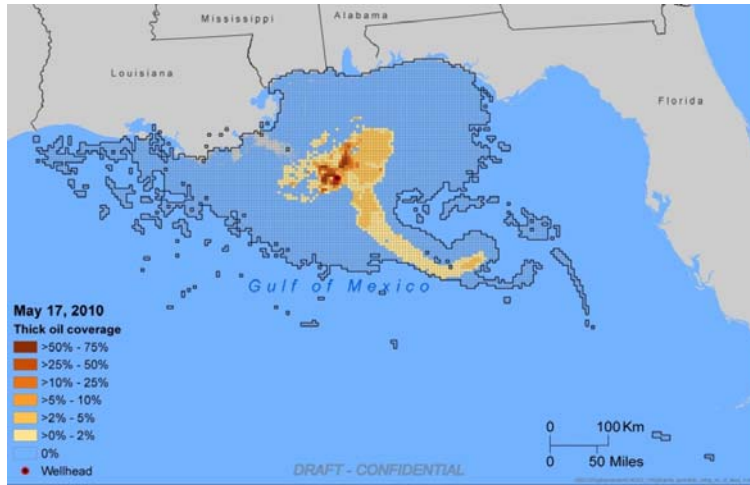 Mississippi
Alabama
Louisiana
Florida
Gulf of Mexico
May 17, 2010
Thick oil coverage
>50% - 75%
>25% - 50%
>10% - 25%
>5% - 10%
>2% - 5%
>0% - 2%
0%
Wellhead
0 100 Km
0 50 Miles
DRAFT - CONFIDENTIAL